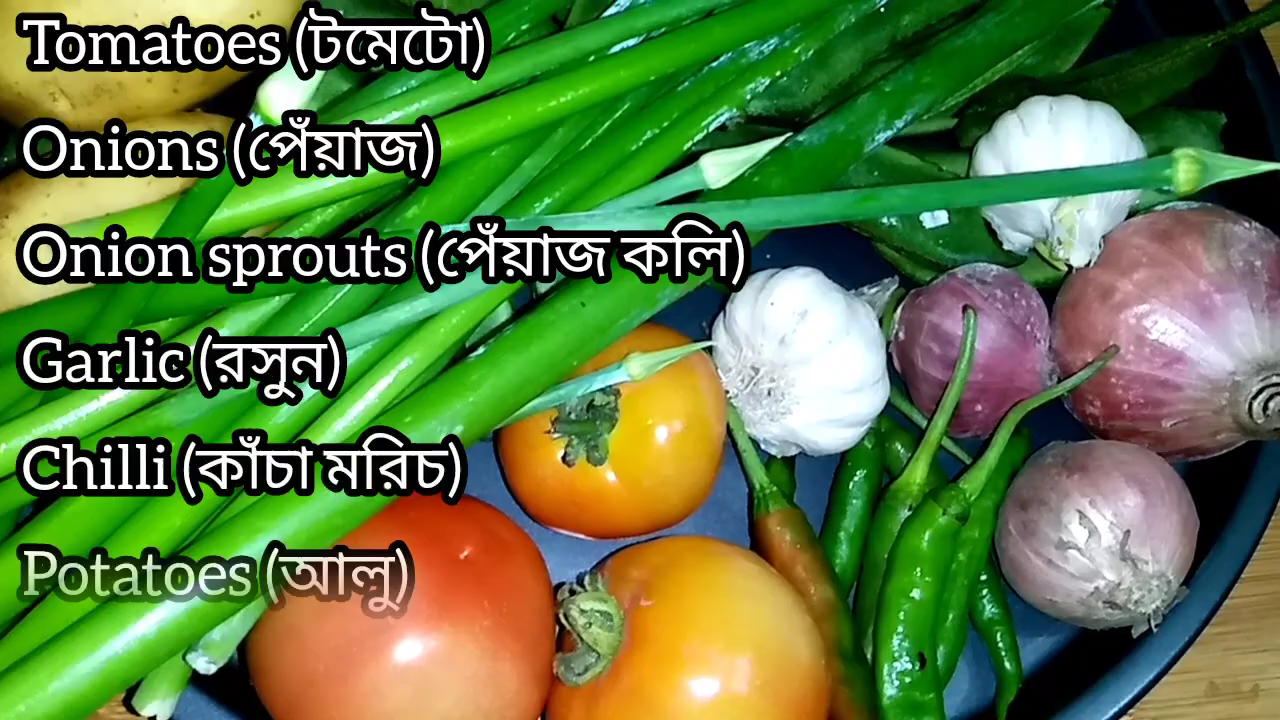 Tomatoes (টমেটো)
Onions (পেঁয়াজ)
Onion sprouts (পেঁয়াজ কলি)
Garlic (রসুন)
Chilli (কাঁচা মরিচ)
Potatoes (আলু)